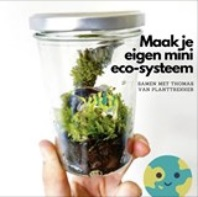 Maak je
eigen mini
eco-systeem
SAMEN MET THOMAS
VAN PLANTTREKKER